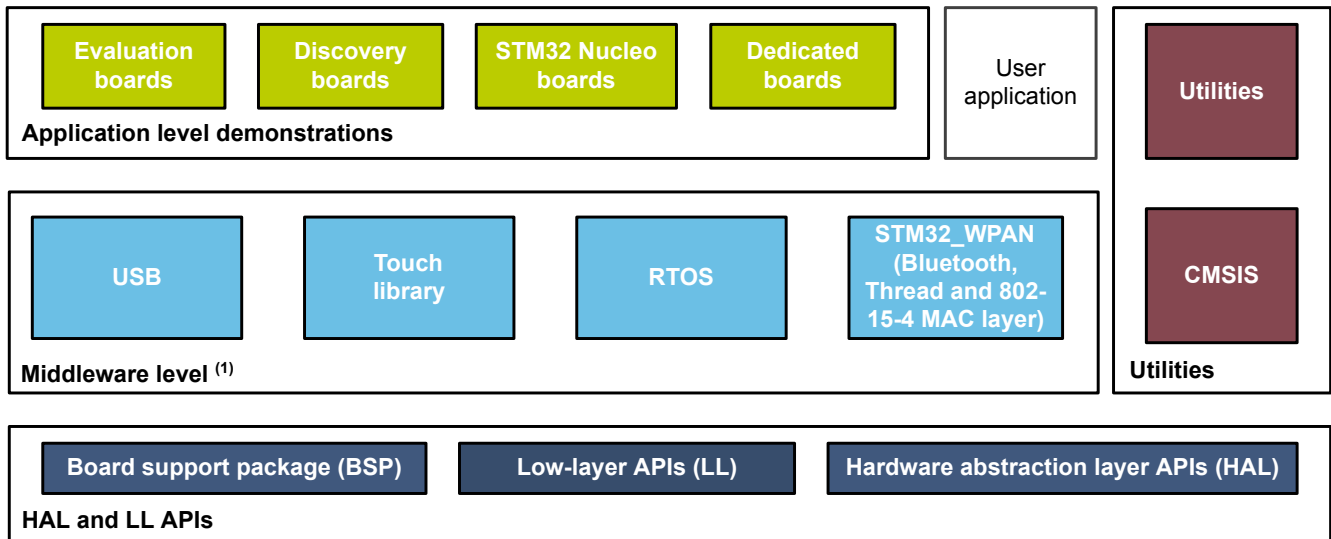 Evaluation
boards
Discovery
boards
STM32 Nucleo
boards
Dedicated
boards
Application level demonstrations
User
application
Utilities
USB
Touch
library
RTOS
STM32_WPAN
(Bluetooth,
Thread and 802-
15-4 MAC layer)
Middleware level (1)
CMSIS
Utilities
Board support package (BSP)
Low-layer APIs (LL)
Hardware abstraction layer APIs (HAL)
HAL and LL APIs